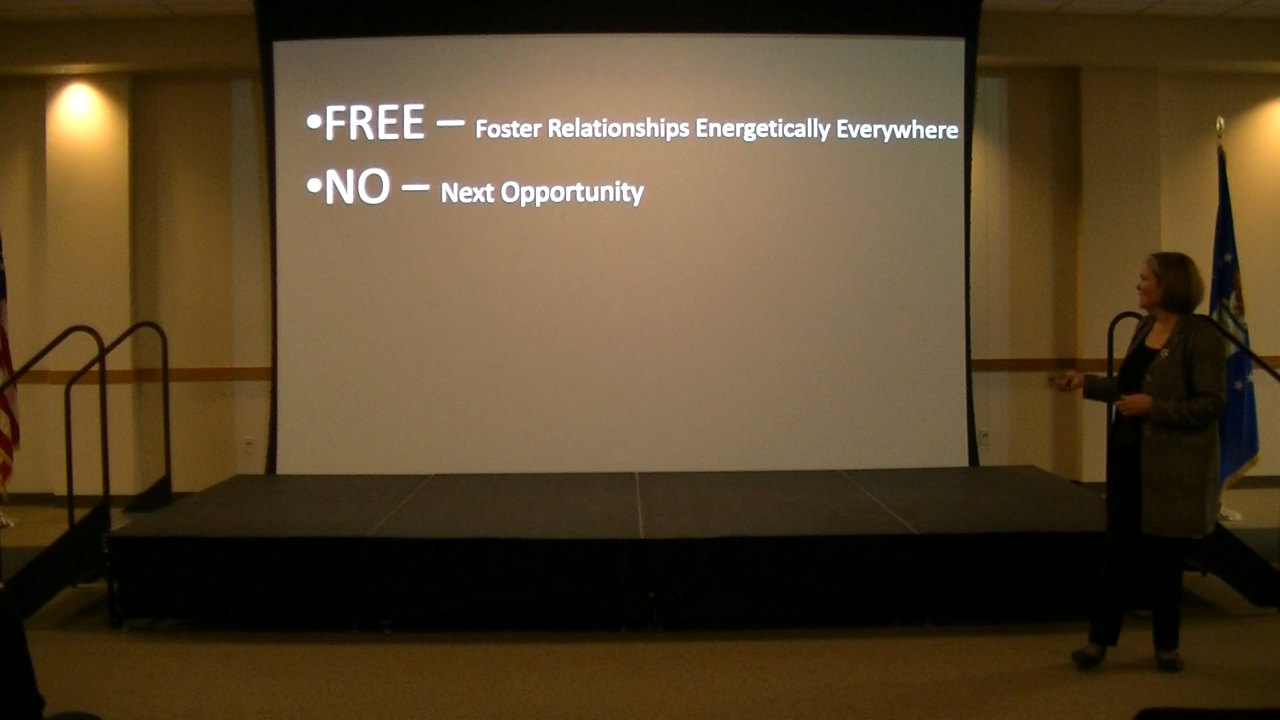 •FREE – Foster Relationships Energetically Everywhere
•NO – Next Opportunity